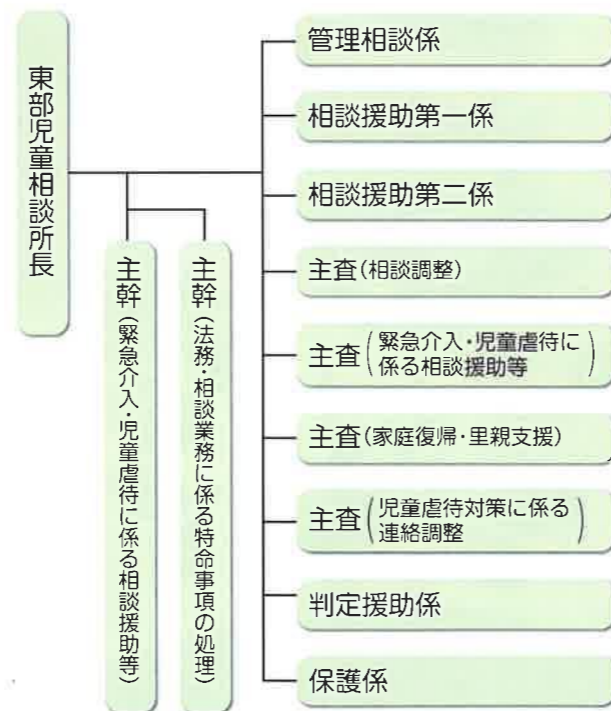 東部児童相談所長
主幹(緊急介入・児童虐待に係る相談援助等)
主幹(法務・相談業務に係る特命事項の処理)
管理相談係
相談援助第一係
相談援助第二係
主査(相談調整)
主査(緊急介入・児童虐待に
係る相談援助等)
主査(家庭復帰・里親支援)
主査(児童虐待対策に係る
連絡調整)
判定援助係
保護係